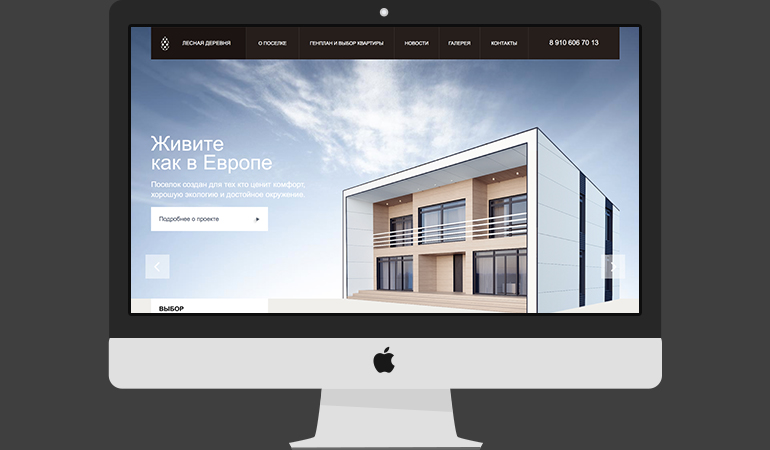 ЛЕСНАЯ ДЕРЕВНЯ
О ПОСЕЛКЕ
ГЕНПЛАН И ВЫБОР КВАРТИРЫ
НОВОСТИ
ГАЛЕРЕЯ
КОНТАКТЫ
8 910 606 70 13
Живите
как в Европе
Поселок создан для тех кто ценит комфорт,
хорошую экологию и достойное окружение.
Подробнее о проекте
ВЫБОР